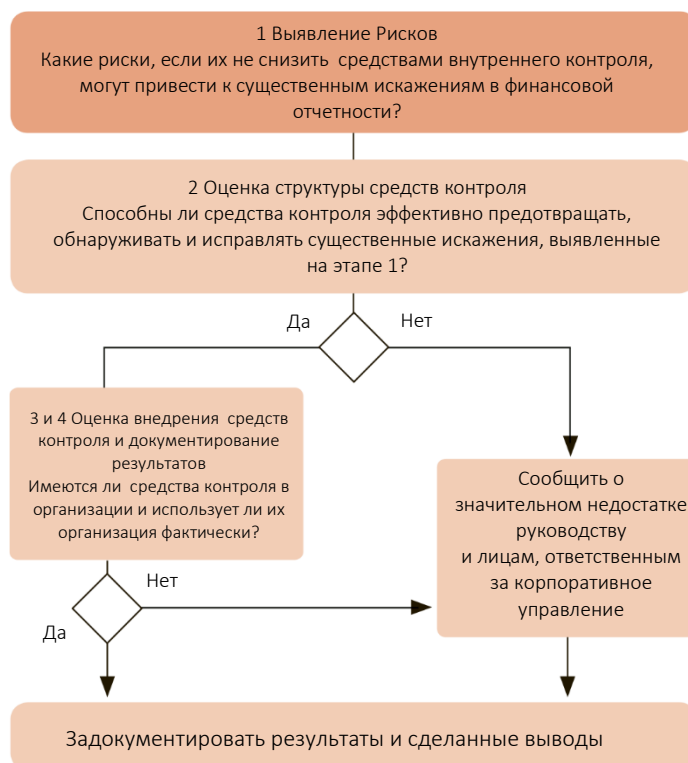 1 Выявление Рисков
Какие риски, если их не снизить средствами внутреннего контроля,
могут привести к существенным искажениям в финансовой
отчетности?
2 Оценка структуры средств контроля
Способны ли средства контроля эффективно предотвращать,
обнаруживать и исправлять существенные искажения, выявленные
на этапе 1?
Да
Нет
3 и 4 Оценка внедрения средств
контроля и документирование
результатов
Имеются ли средства контроля в
организации и использует ли их
организация фактически?
Сообщить о
значительном недостатке
руководству
и лицам, ответственным
за корпоративное
управление
Нет
Да
Задокументировать результаты и сделанные выводы